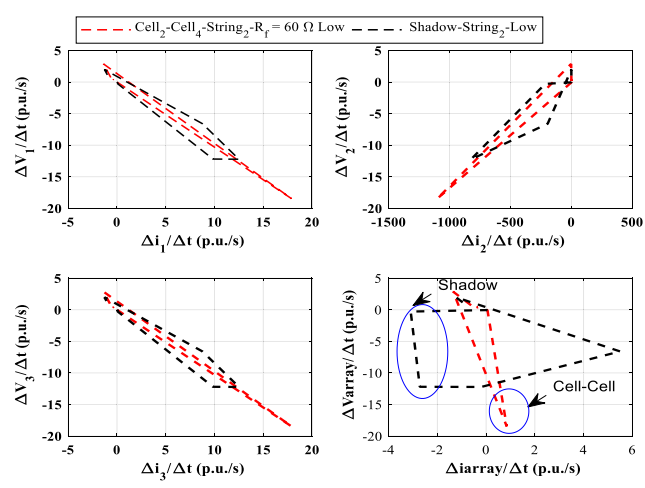 Cell2-Cell4-String2-Rf = 60 Ω Low Shadow-String2-Low
5
0
-5
-10
-15
-20
ΔV1/Δt (p.u./s)
-5 0 5 10 15 20
Δi1/Δt (p.u./s)
5
0
-5
-10
-15
-20
ΔV2/Δt (p.u./s)
-1500 -1000 -500 0 500
Δi2/Δt (p.u./s)
5
0
-5
-10
-15
-20
ΔV3/Δt (p.u./s)
-5 0 5 10 15 20
Δi3/Δt (p.u./s)
Shadow
Cell-Cell
5
0
-5
-10
-15
-20
ΔVarray/Δt (p.u./s)
-4 -2 0 2 4 6
Δiarray/Δt (p.u./s)